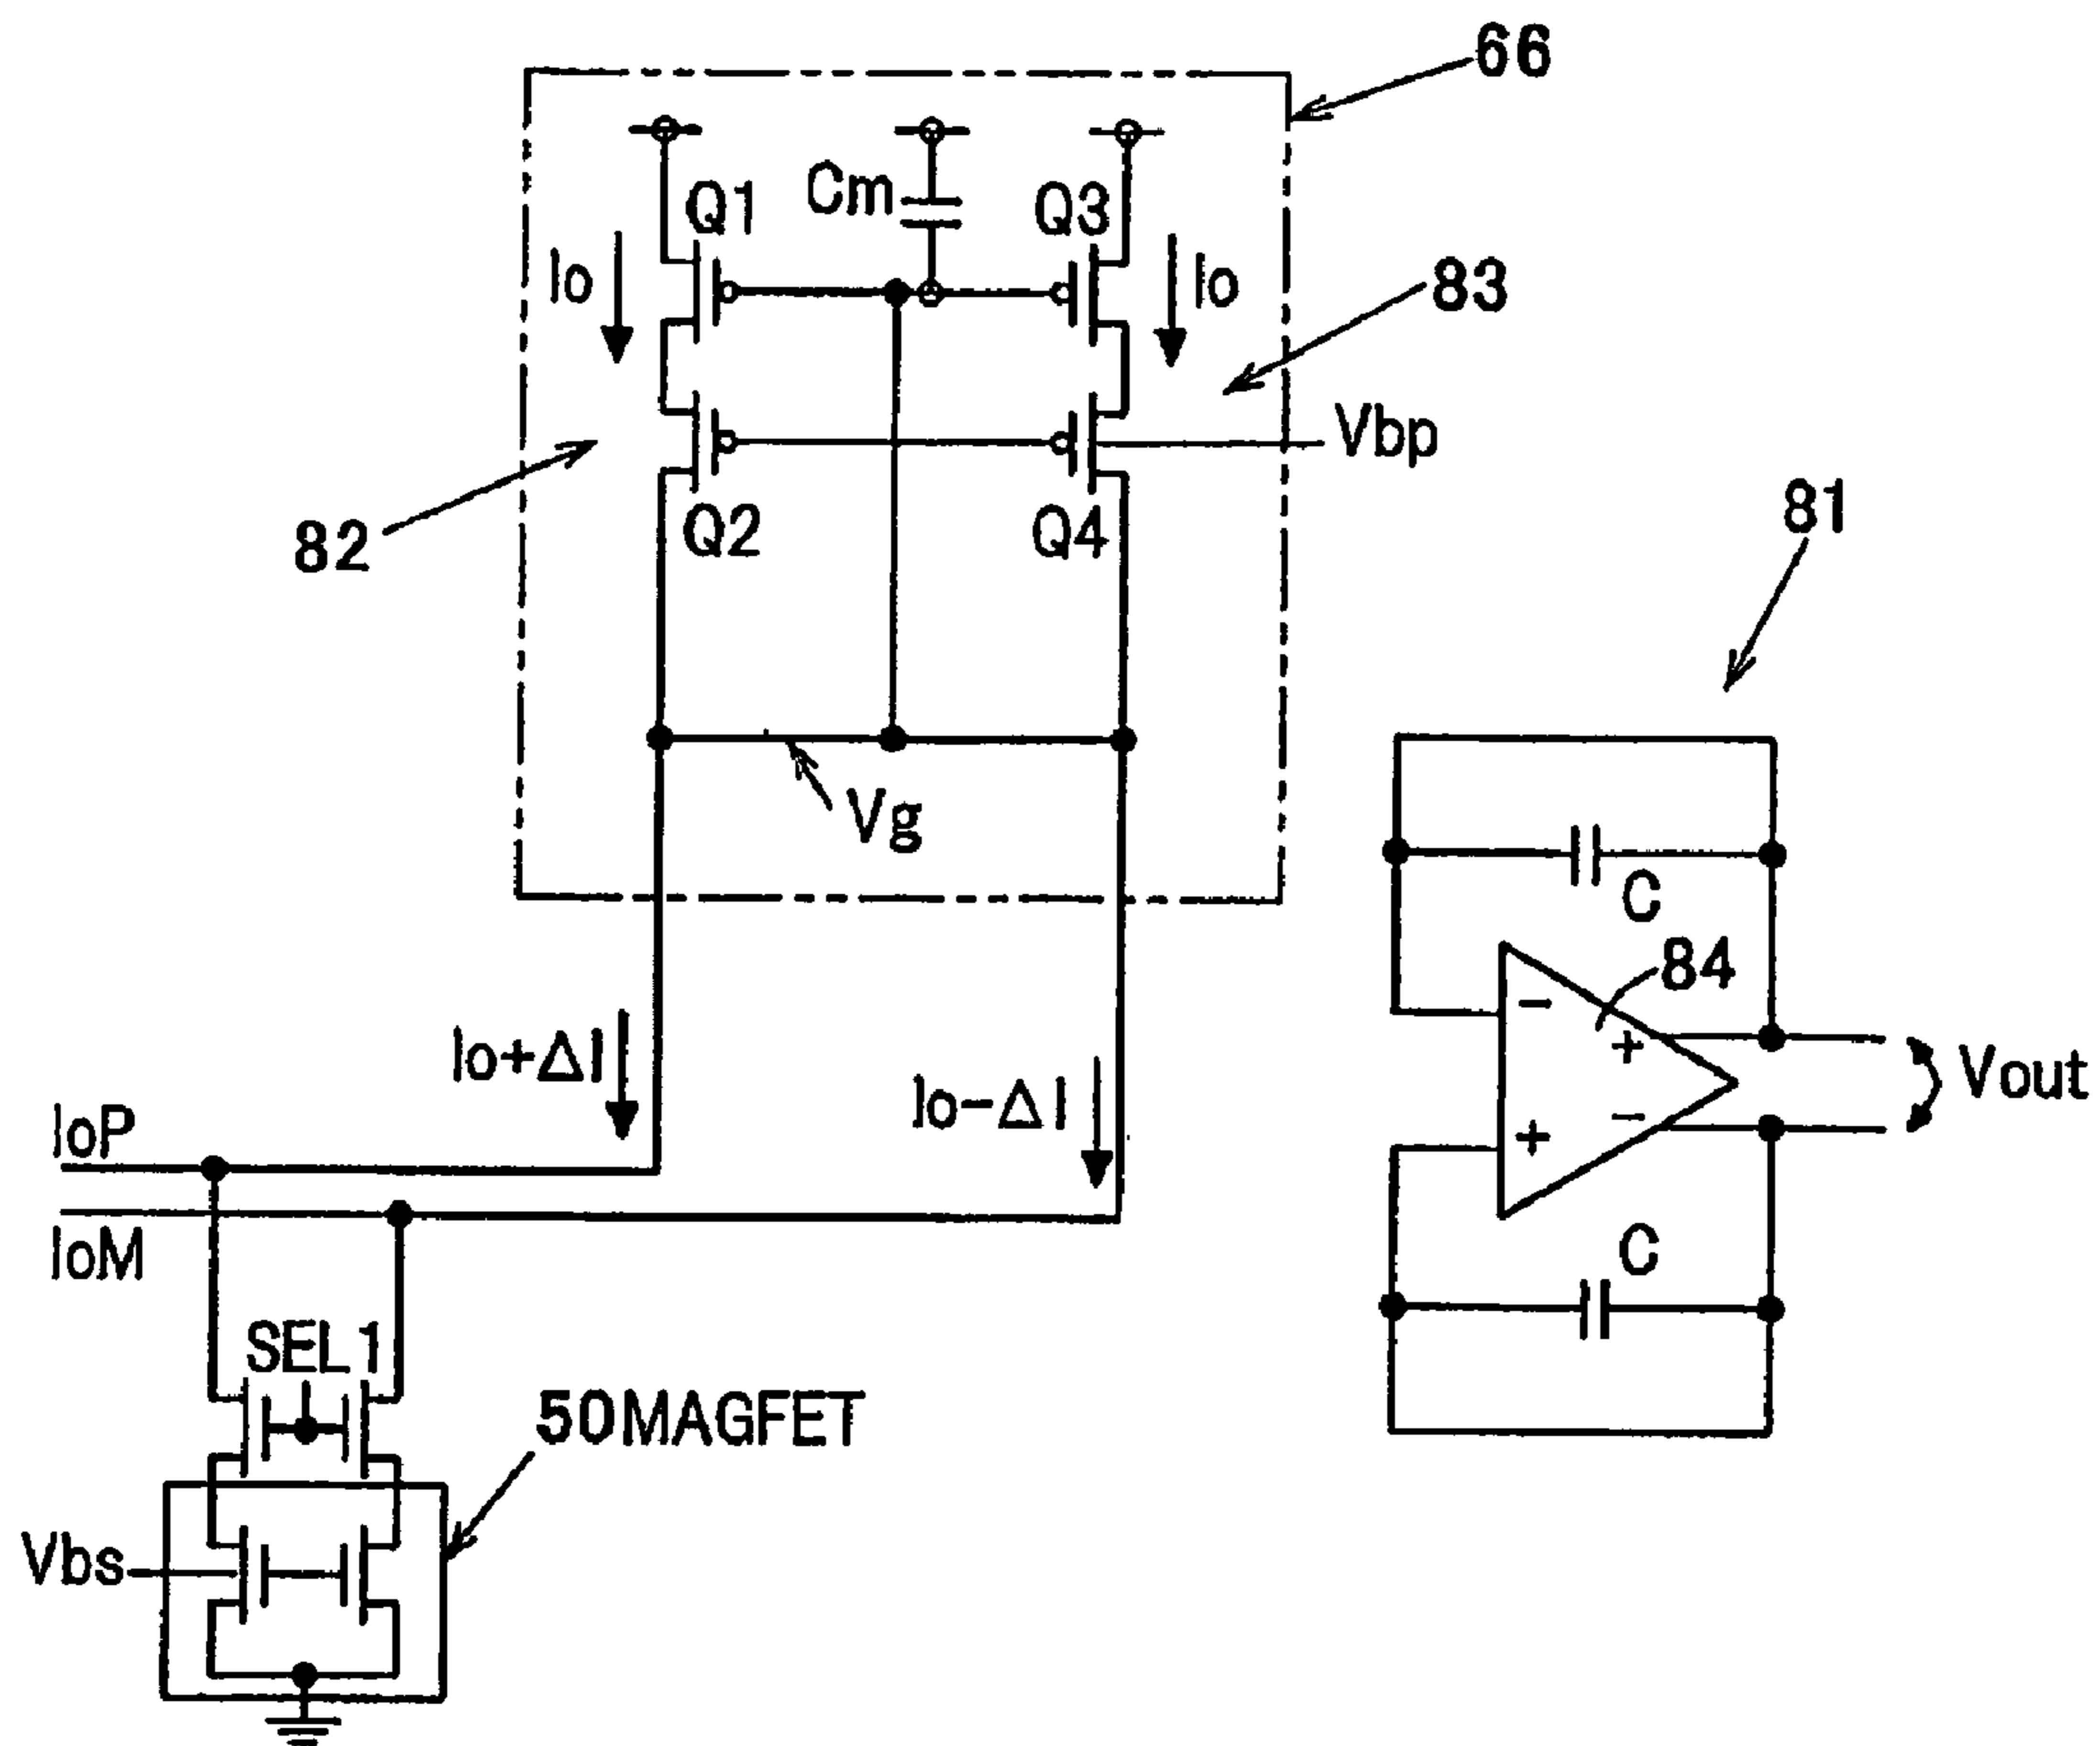 66
Q1
Cm
Q3
Io
Io
83
Vbp
82
Q2
Q4
81
Vg
C
84
-
+
Io+ΔI
Io-ΔI
Vout
IoP
-
+
IoM
C
SEL1
50MAGFET
Vbs